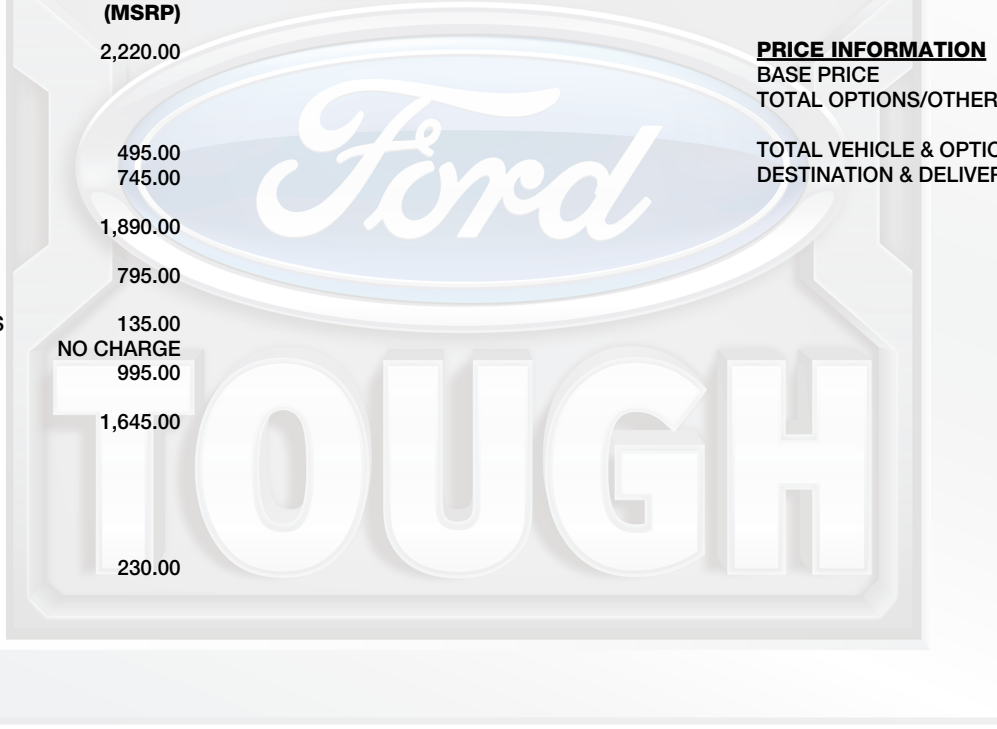 (MSRP)
2,220.00
495.00
745.00
1,890.00
795.00
S 135.00
NO CHARGE
995.00
1,645.00
230.00
PRICE INFORMATION
BASE PRICE
TOTAL OPTIONS/OTHER
TOTAL VEHICLE & OPTIO
DESTINATION & DELIVER
Ford
TOUGH